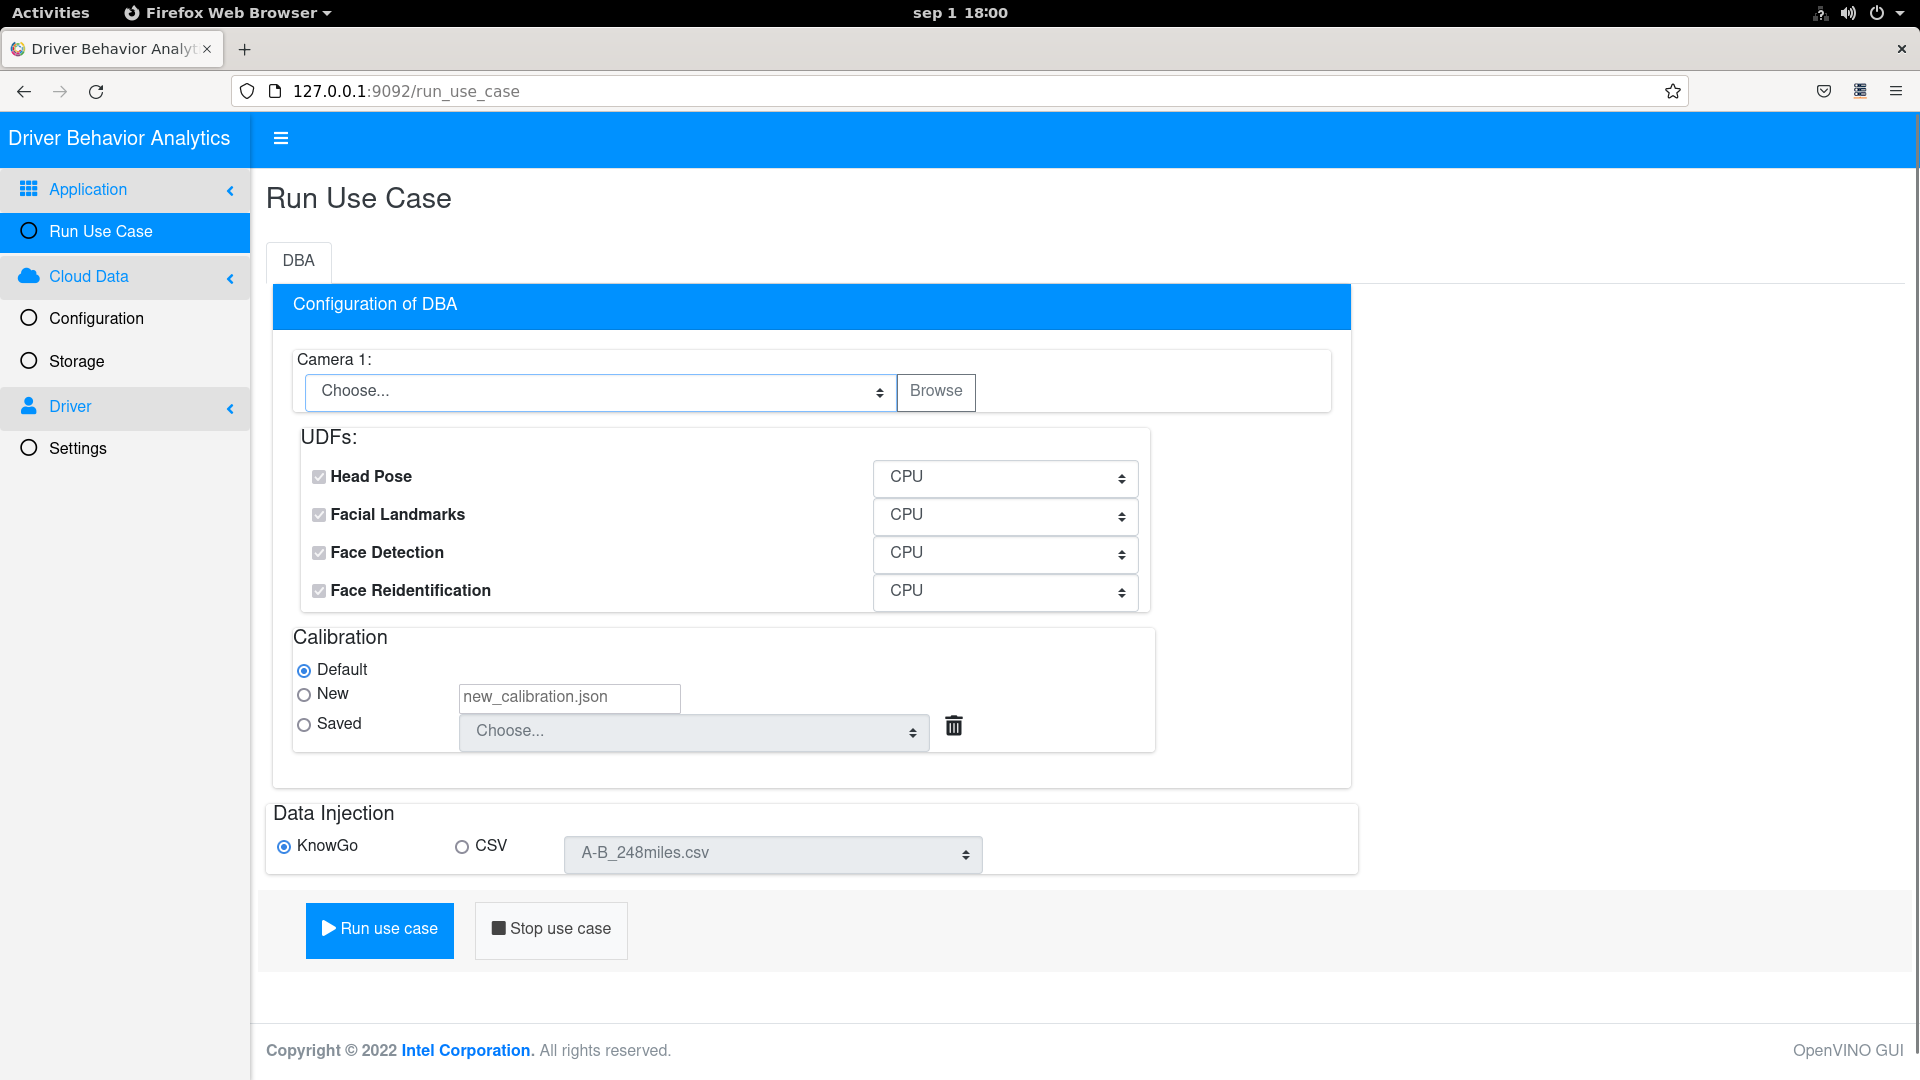 Activities Firefox Web Browser sep 1 18:00
Driver Behavior Analyt
127.0.0.1:9092/run_use_case
Driver Behavior Analytics
Application
Run Use Case
Cloud Data
Configuration
Storage
Driver
Settings
Run Use Case
DBA
Configuration of DBA
Camera 1:
Choose... Browse
UDFs:
Head Pose CPU
Facial Landmarks CPU
Face Detection CPU
Face Reidentification CPU
Calibration
Default
New new_calibration.json
Saved Choose...
Data Injection
KnowGo CSV A-B_248miles.csv
Run use case Stop use case
Copyright © 2022 Intel Corporation. All rights reserved. OpenVINO GUI